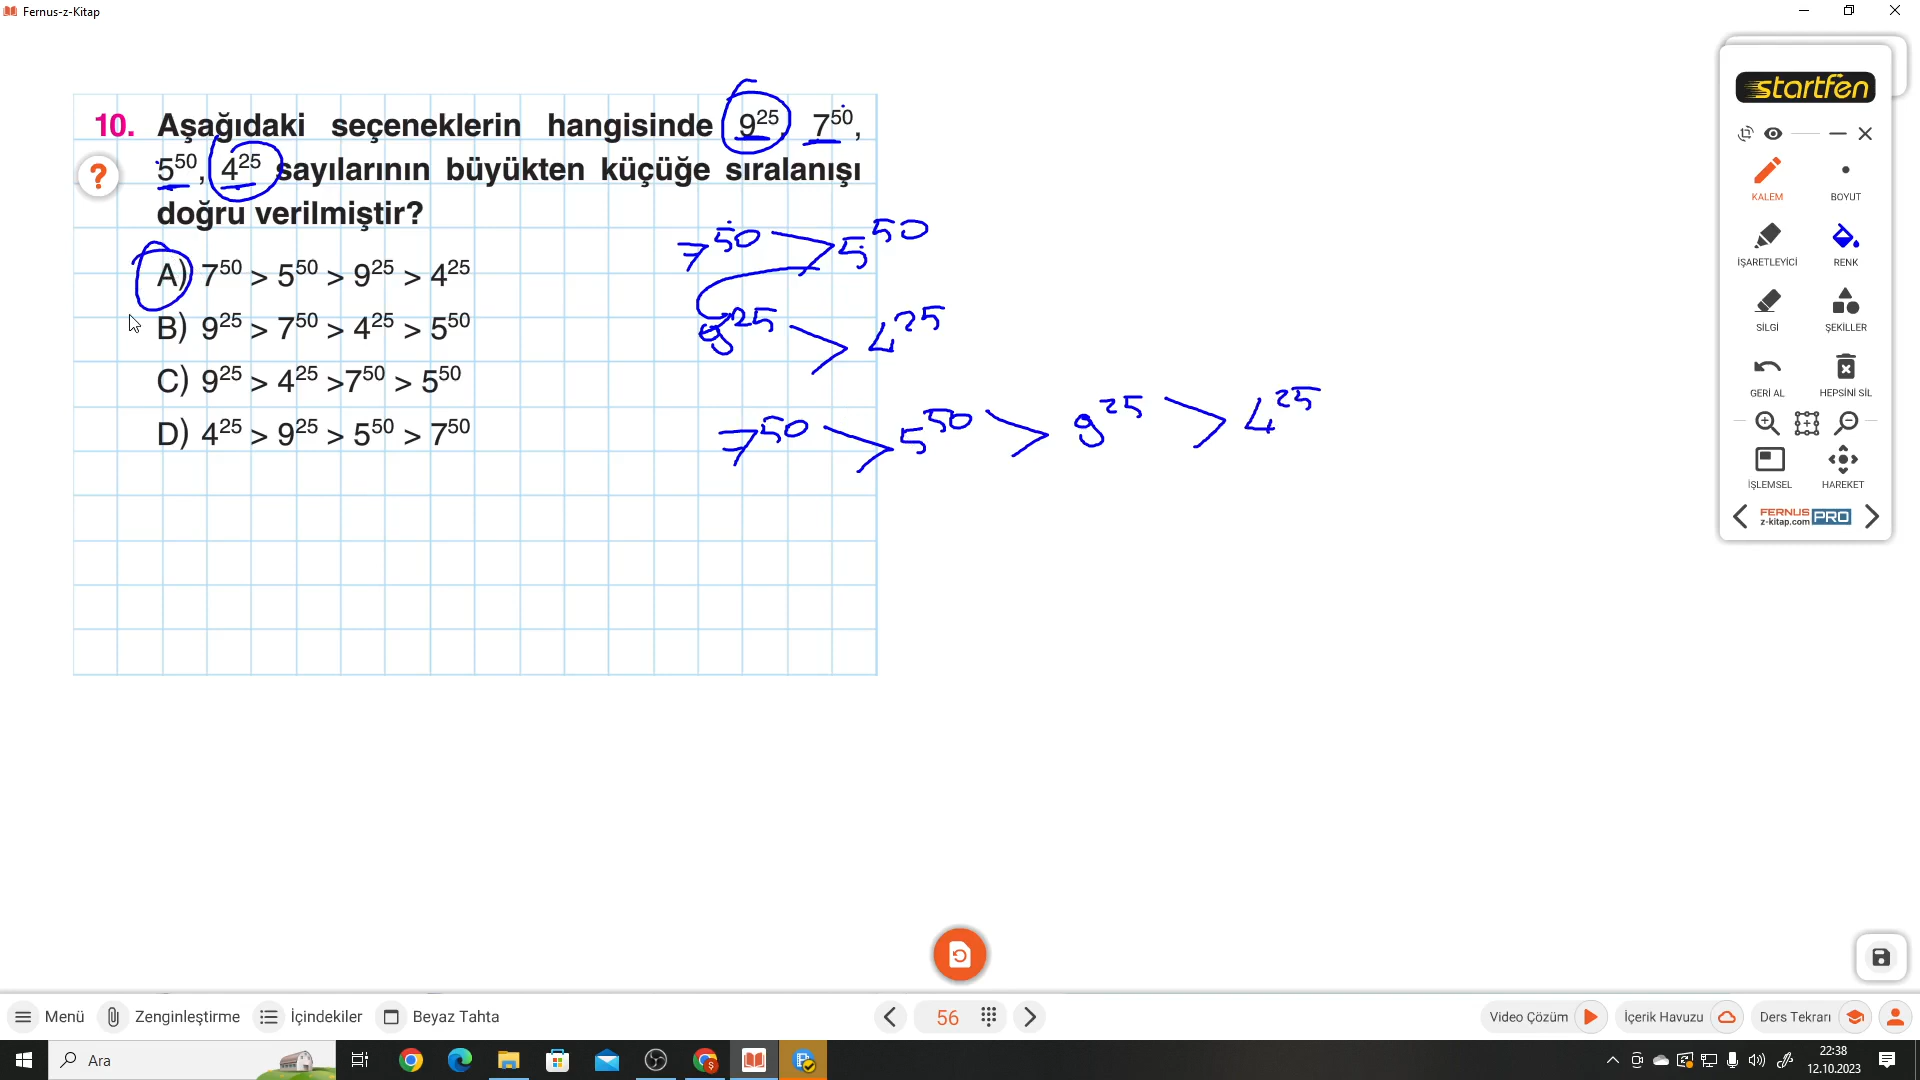 Fernus-z-Kitap
10. Aşağıdaki seçeneklerin hangisinde 9²⁵, 7⁵⁰,
5⁵⁰, 4²⁵ sayılarının büyükten küçüğe sıralanışı
? doğru verilmiştir?
A) 7⁵⁰ > 5⁵⁰ > 9²⁵ > 4²⁵
B) 9²⁵ > 7⁵⁰ > 4²⁵ > 5⁵⁰
C) 9²⁵ > 4²⁵ >7⁵⁰ > 5⁵⁰
D) 4²⁵ > 9²⁵ > 5⁵⁰ > 7⁵⁰
7⁵⁰ > 5⁵⁰
9²⁵ > 4²⁵
7⁵⁰ > 5⁵⁰ > 9²⁵ > 4²⁵
startfen
KALEM BOYUT
İŞARETLEYİCİ RENK
SİLGİ ŞEKİLLER
GERİ AL HEPSİNİ SİL
İŞLEMSEL HAREKET
FERNUS
z-kitap.com PRO
Menü Zenginleştirme İçindekiler Beyaz Tahta 56 Video Çözüm İçerik Havuzu Ders Tekrarı
Ara
22:38
12.10.2023